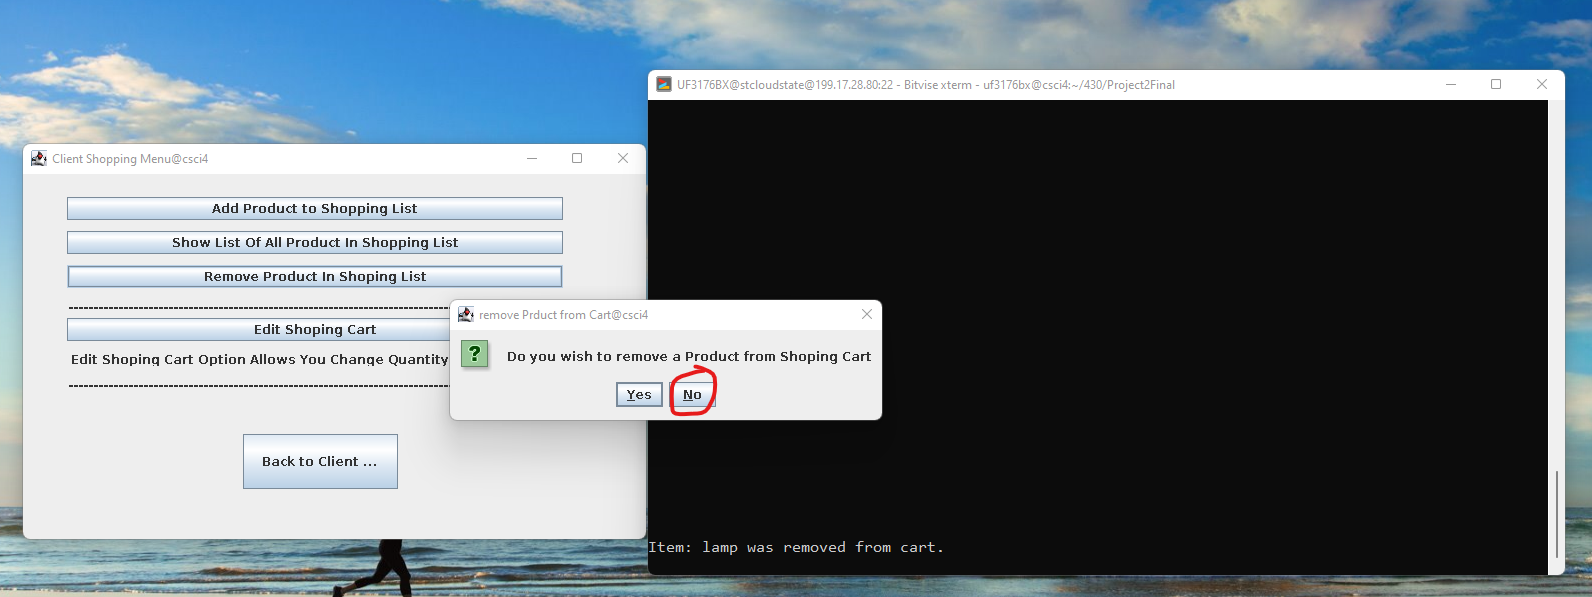 UF3176BX@stcloudstate@199.17.28.80:22 - Bitvise xterm - uf3176bx@csci4:~/430/Project2Final
Client Shopping Menu@csci4
Add Product to Shopping List
Show List Of All Product In Shopping List
Remove Product In Shoping List
--------------------------------------------------------------------------------
Edit Shoping Cart
Edit Shoping Cart Option Allows You Change Quantity
--------------------------------------------------------------------------------
Back to Client ...
remove Prduct from Cart@csci4
?
Do you wish to remove a Product from Shoping Cart
Yes
No
Item: lamp was removed from cart.